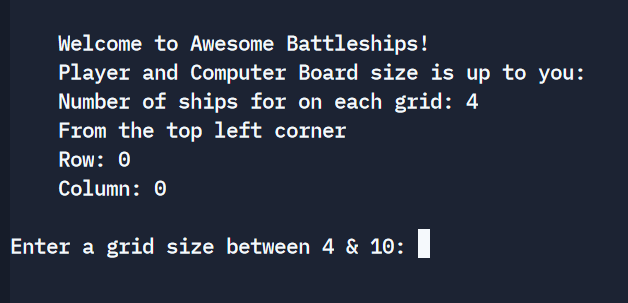 Welcome to Awesome Battleships!
Player and Computer Board size is up to you:
Number of ships for on each grid: 4
From the top left corner
Row: 0
Column: 0
Enter a grid size between 4 & 10: